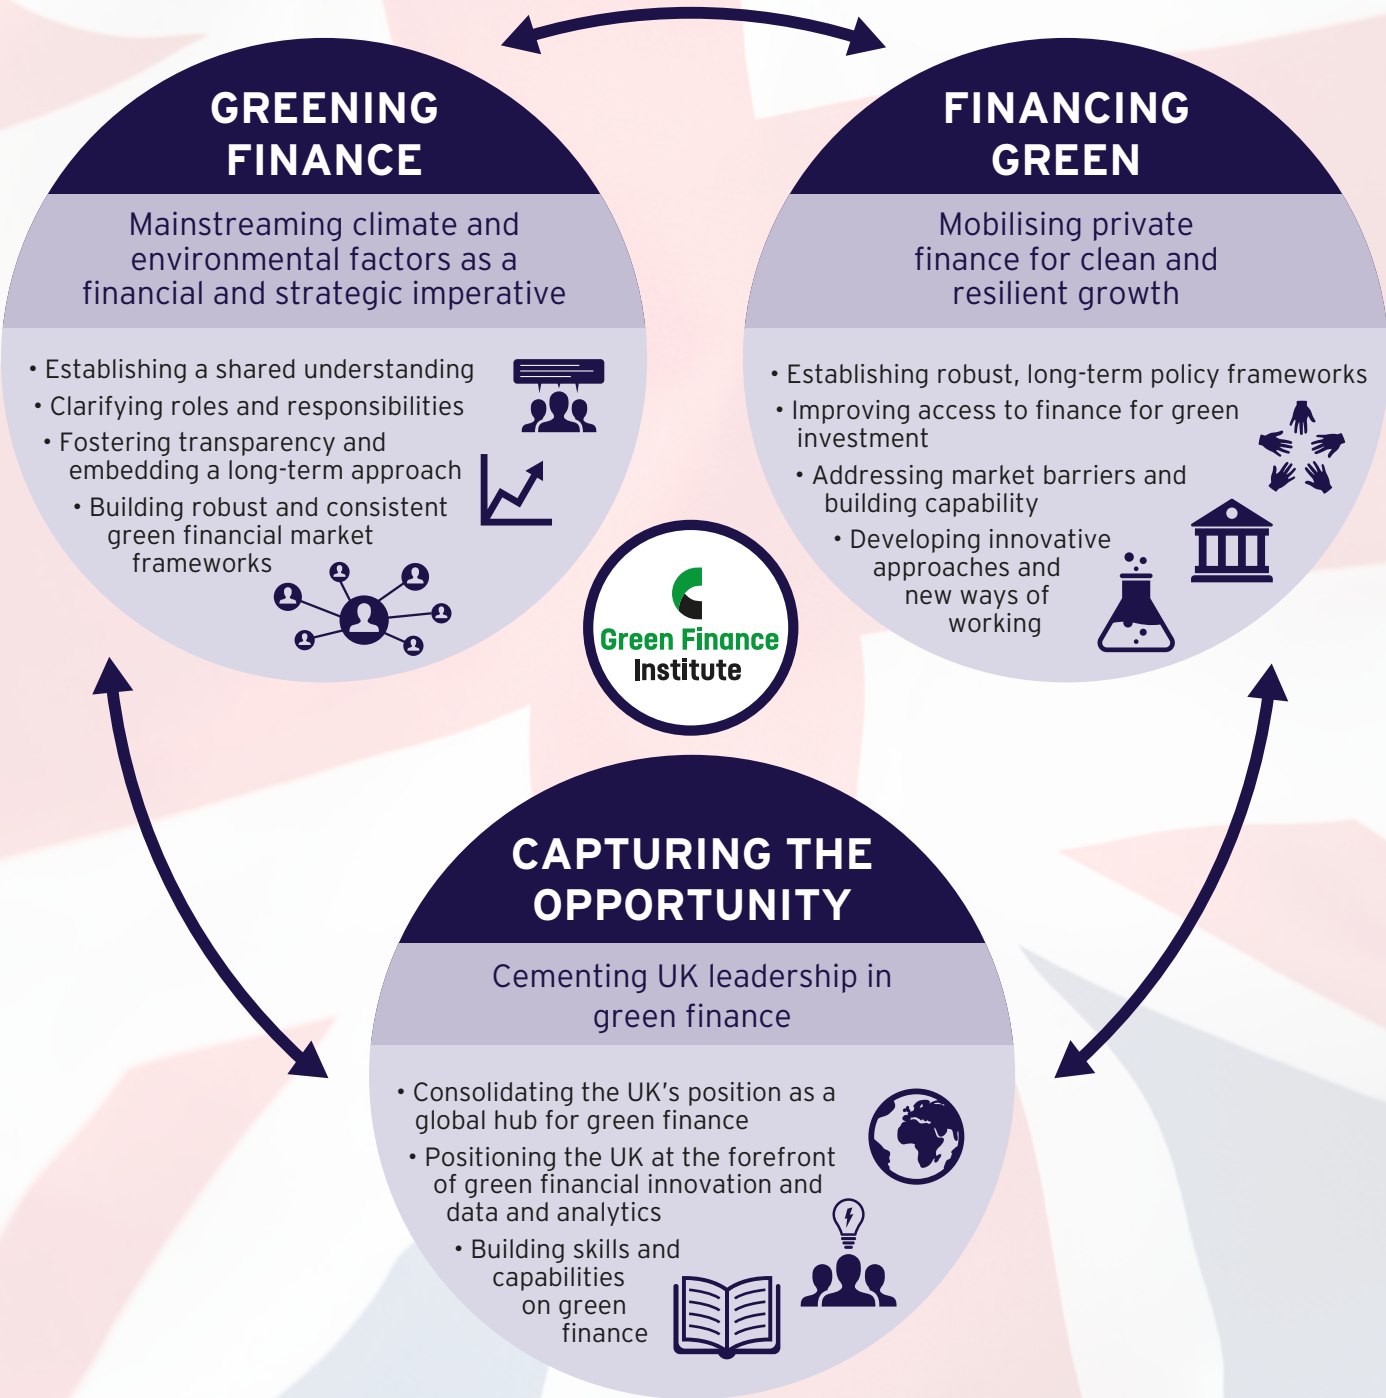 GREENING
FINANCE
Mainstreaming climate and
environmental factors as a
financial and strategic imperative
• Establishing a shared understanding
• Clarifying roles and responsibilities
• Fostering transparency and
embedding a long-term approach
• Building robust and consistent
green financial market
frameworks
FINANCING
GREEN
Mobilising private
finance for clean and
resilient growth
• Establishing robust, long-term policy frameworks
• Improving access to finance for green
investment
• Addressing market barriers and
building capability
• Developing innovative
approaches and
new ways of
working
Green Finance
Institute
CAPTURING THE
OPPORTUNITY
Cementing UK leadership in
green finance
• Consolidating the UK’s position as a
global hub for green finance
• Positioning the UK at the forefront
of green financial innovation and
data and analytics
• Building skills and
capabilities
on green
finance